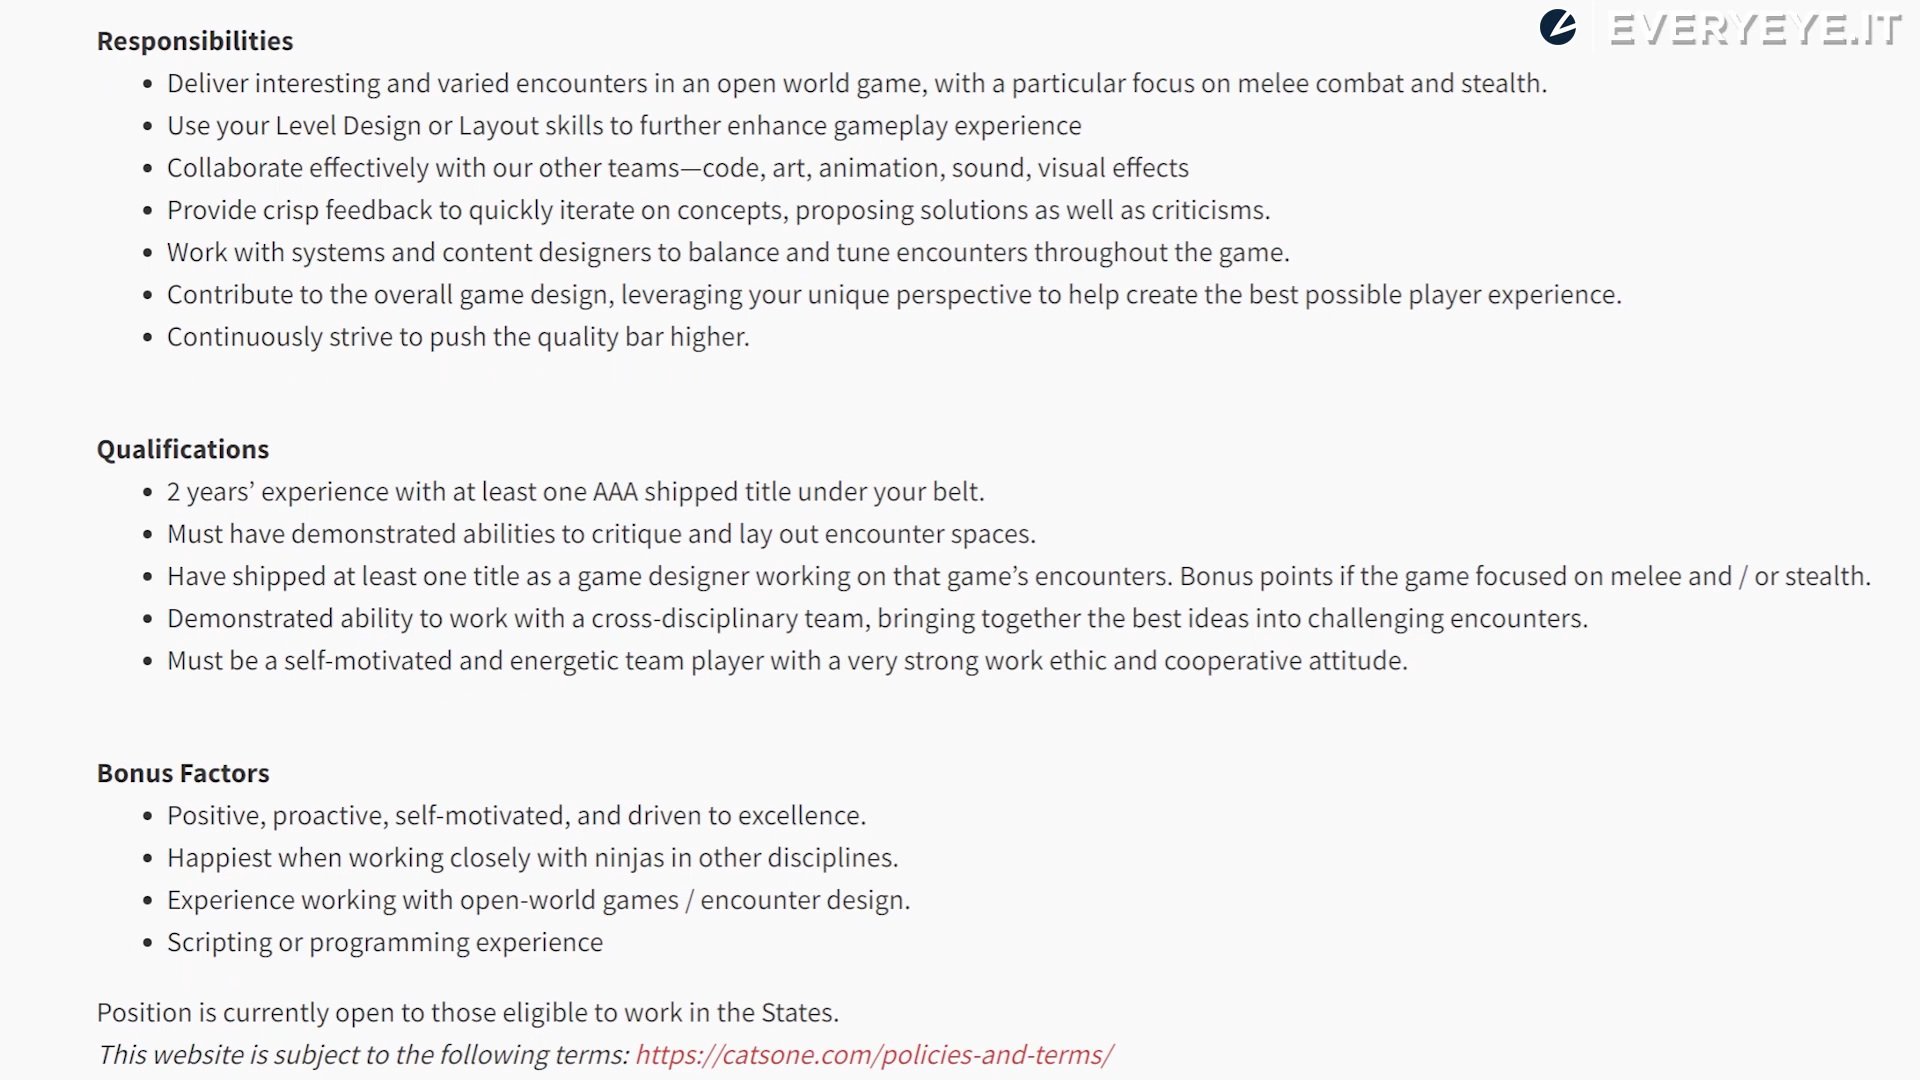 EVERYEYE.IT
Responsibilities
• Deliver interesting and varied encounters in an open world game, with a particular focus on melee combat and stealth.
• Use your Level Design or Layout skills to further enhance gameplay experience
• Collaborate effectively with our other teams—code, art, animation, sound, visual effects
• Provide crisp feedback to quickly iterate on concepts, proposing solutions as well as criticisms.
• Work with systems and content designers to balance and tune encounters throughout the game.
• Contribute to the overall game design, leveraging your unique perspective to help create the best possible player experience.
• Continuously strive to push the quality bar higher.
Qualifications
• 2 years’ experience with at least one AAA shipped title under your belt.
• Must have demonstrated abilities to critique and lay out encounter spaces.
• Have shipped at least one title as a game designer working on that game’s encounters. Bonus points if the game focused on melee and / or stealth.
• Demonstrated ability to work with a cross-disciplinary team, bringing together the best ideas into challenging encounters.
• Must be a self-motivated and energetic team player with a very strong work ethic and cooperative attitude.
Bonus Factors
• Positive, proactive, self-motivated, and driven to excellence.
• Happiest when working closely with ninjas in other disciplines.
• Experience working with open-world games / encounter design.
• Scripting or programming experience
Position is currently open to those eligible to work in the States.
This website is subject to the following terms: https://catsone.com/policies-and-terms/